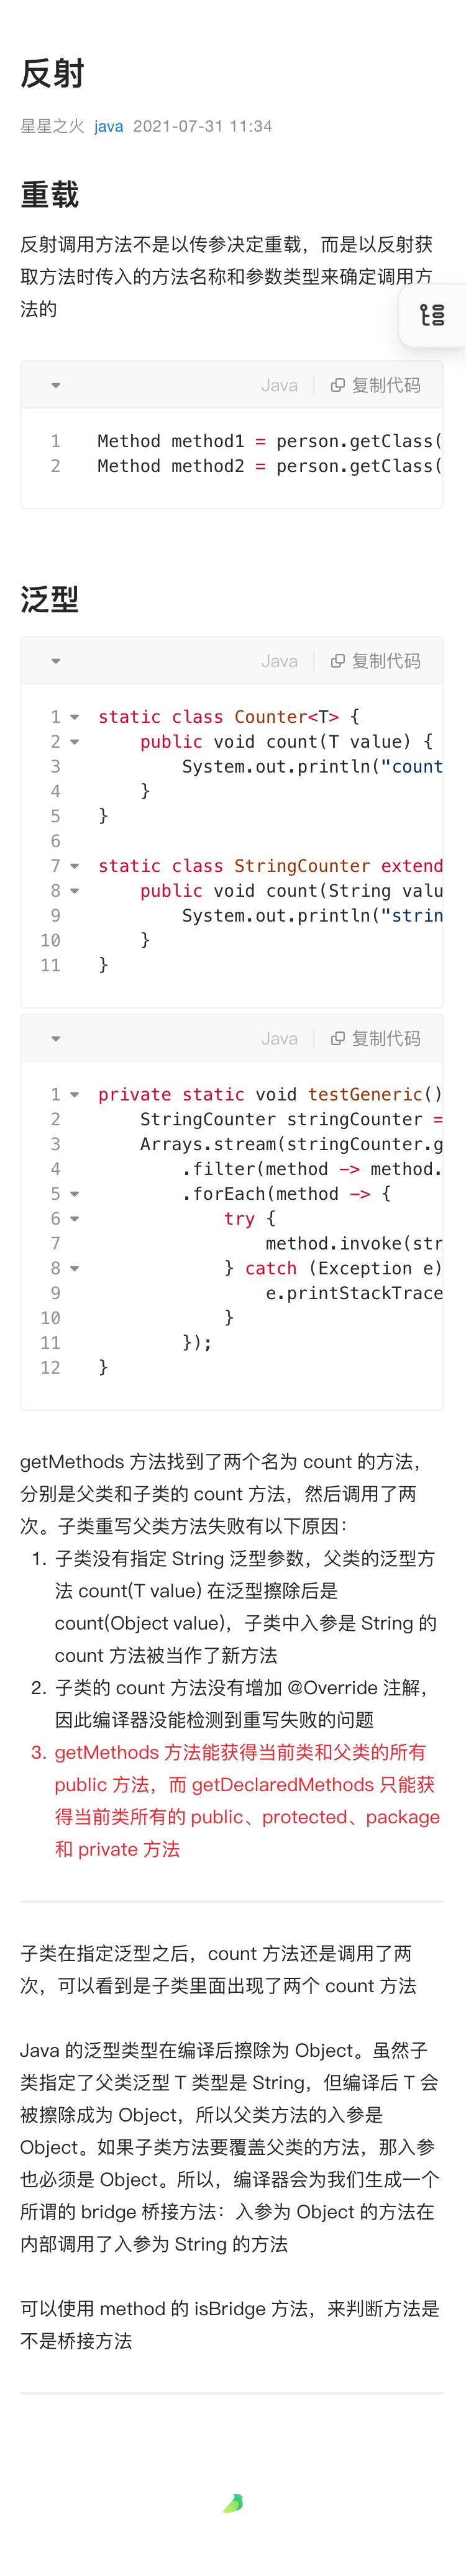 反射
星星之火 java 2021-07-31 11:34
重载
反射调用方法不是以传参决定重载，而是以反射获
取方法时传入的方法名称和参数类型来确定调用方
法的
Java 复制代码
1 Method method1 = person.getClass(
2 Method method2 = person.getClass(
泛型
Java 复制代码
1 static class Counter<T> {
2 public void count(T value) {
3 System.out.println("count
4 }
5 }
6
7 static class StringCounter extend
8 public void count(String valu
9 System.out.println("strin
10 }
11 }
Java 复制代码
1 private static void testGeneric()
2 StringCounter stringCounter =
3 Arrays.stream(stringCounter.g
4 .filter(method -> method.
5 .forEach(method -> {
6 try {
7 method.invoke(str
8 } catch (Exception e)
9 e.printStackTrace
10 }
11 });
12 }
getMethods 方法找到了两个名为 count 的方法，
分别是父类和子类的 count 方法，然后调用了两
次。子类重写父类方法失败有以下原因：
1. 子类没有指定 String 泛型参数，父类的泛型方
法 count(T value) 在泛型擦除后是
count(Object value)，子类中入参是 String 的
count 方法被当作了新方法
2. 子类的 count 方法没有增加 @Override 注解，
因此编译器没能检测到重写失败的问题
3. getMethods 方法能获得当前类和父类的所有
public 方法，而 getDeclaredMethods 只能获
得当前类所有的 public、protected、package
和 private 方法
子类在指定泛型之后，count 方法还是调用了两
次，可以看到是子类里面出现了两个 count 方法
Java 的泛型类型在编译后擦除为 Object。虽然子
类指定了父类泛型 T 类型是 String，但编译后 T 会
被擦除成为 Object，所以父类方法的入参是
Object。如果子类方法要覆盖父类的方法，那入参
也必须是 Object。所以，编译器会为我们生成一个
所谓的 bridge 桥接方法：入参为 Object 的方法在
内部调用了入参为 String 的方法
可以使用 method 的 isBridge 方法，来判断方法是
不是桥接方法